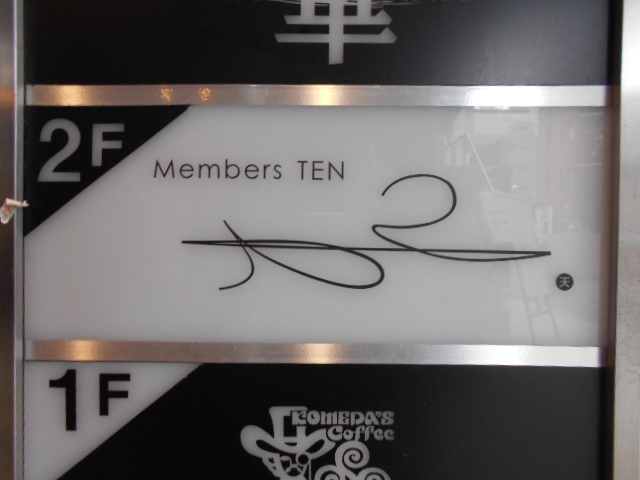 華
2F
Members TEN
天
1F
KOMEDA'S
Coffee